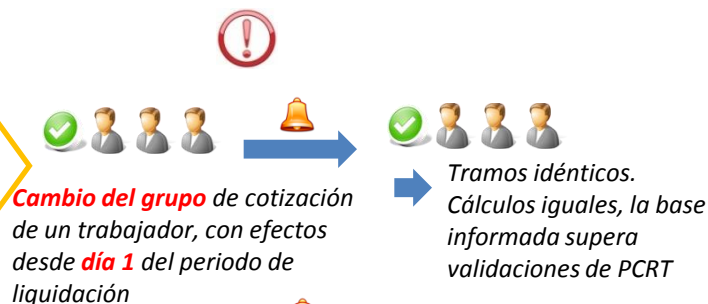 Cambio del grupo de cotización
de un trabajador, con efectos
desde día 1 del periodo de
liquidación
Tramos idénticos.
Cálculos iguales, la base
informada supera
validaciones de PCRT